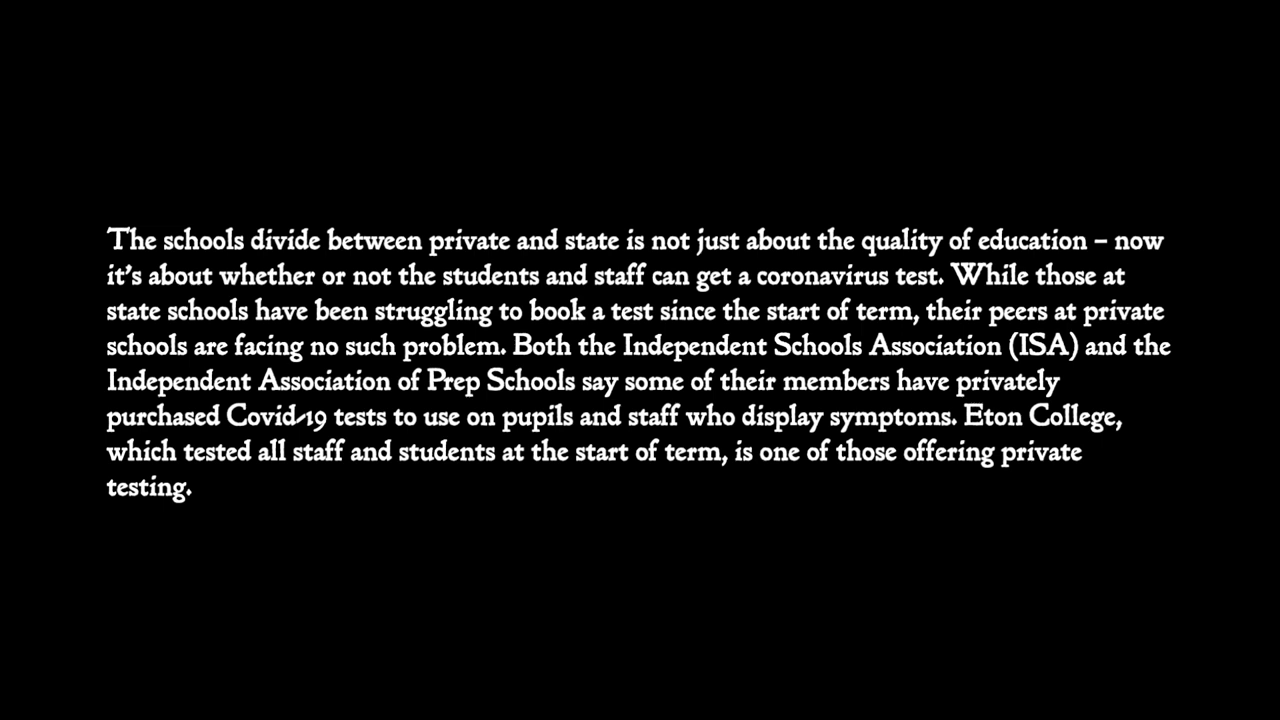 The schools divide between private and state is not just about the quality of education – now
it's about whether or not the students and staff can get a coronavirus test. While those at
state schools have been struggling to book a test since the start of term, their peers at private
schools are facing no such problem. Both the Independent Schools Association (ISA) and the
Independent Association of Prep Schools say some of their members have privately
purchased Covid-19 tests to use on pupils and staff who display symptoms. Eton College,
which tested all staff and students at the start of term, is one of those offering private
testing.